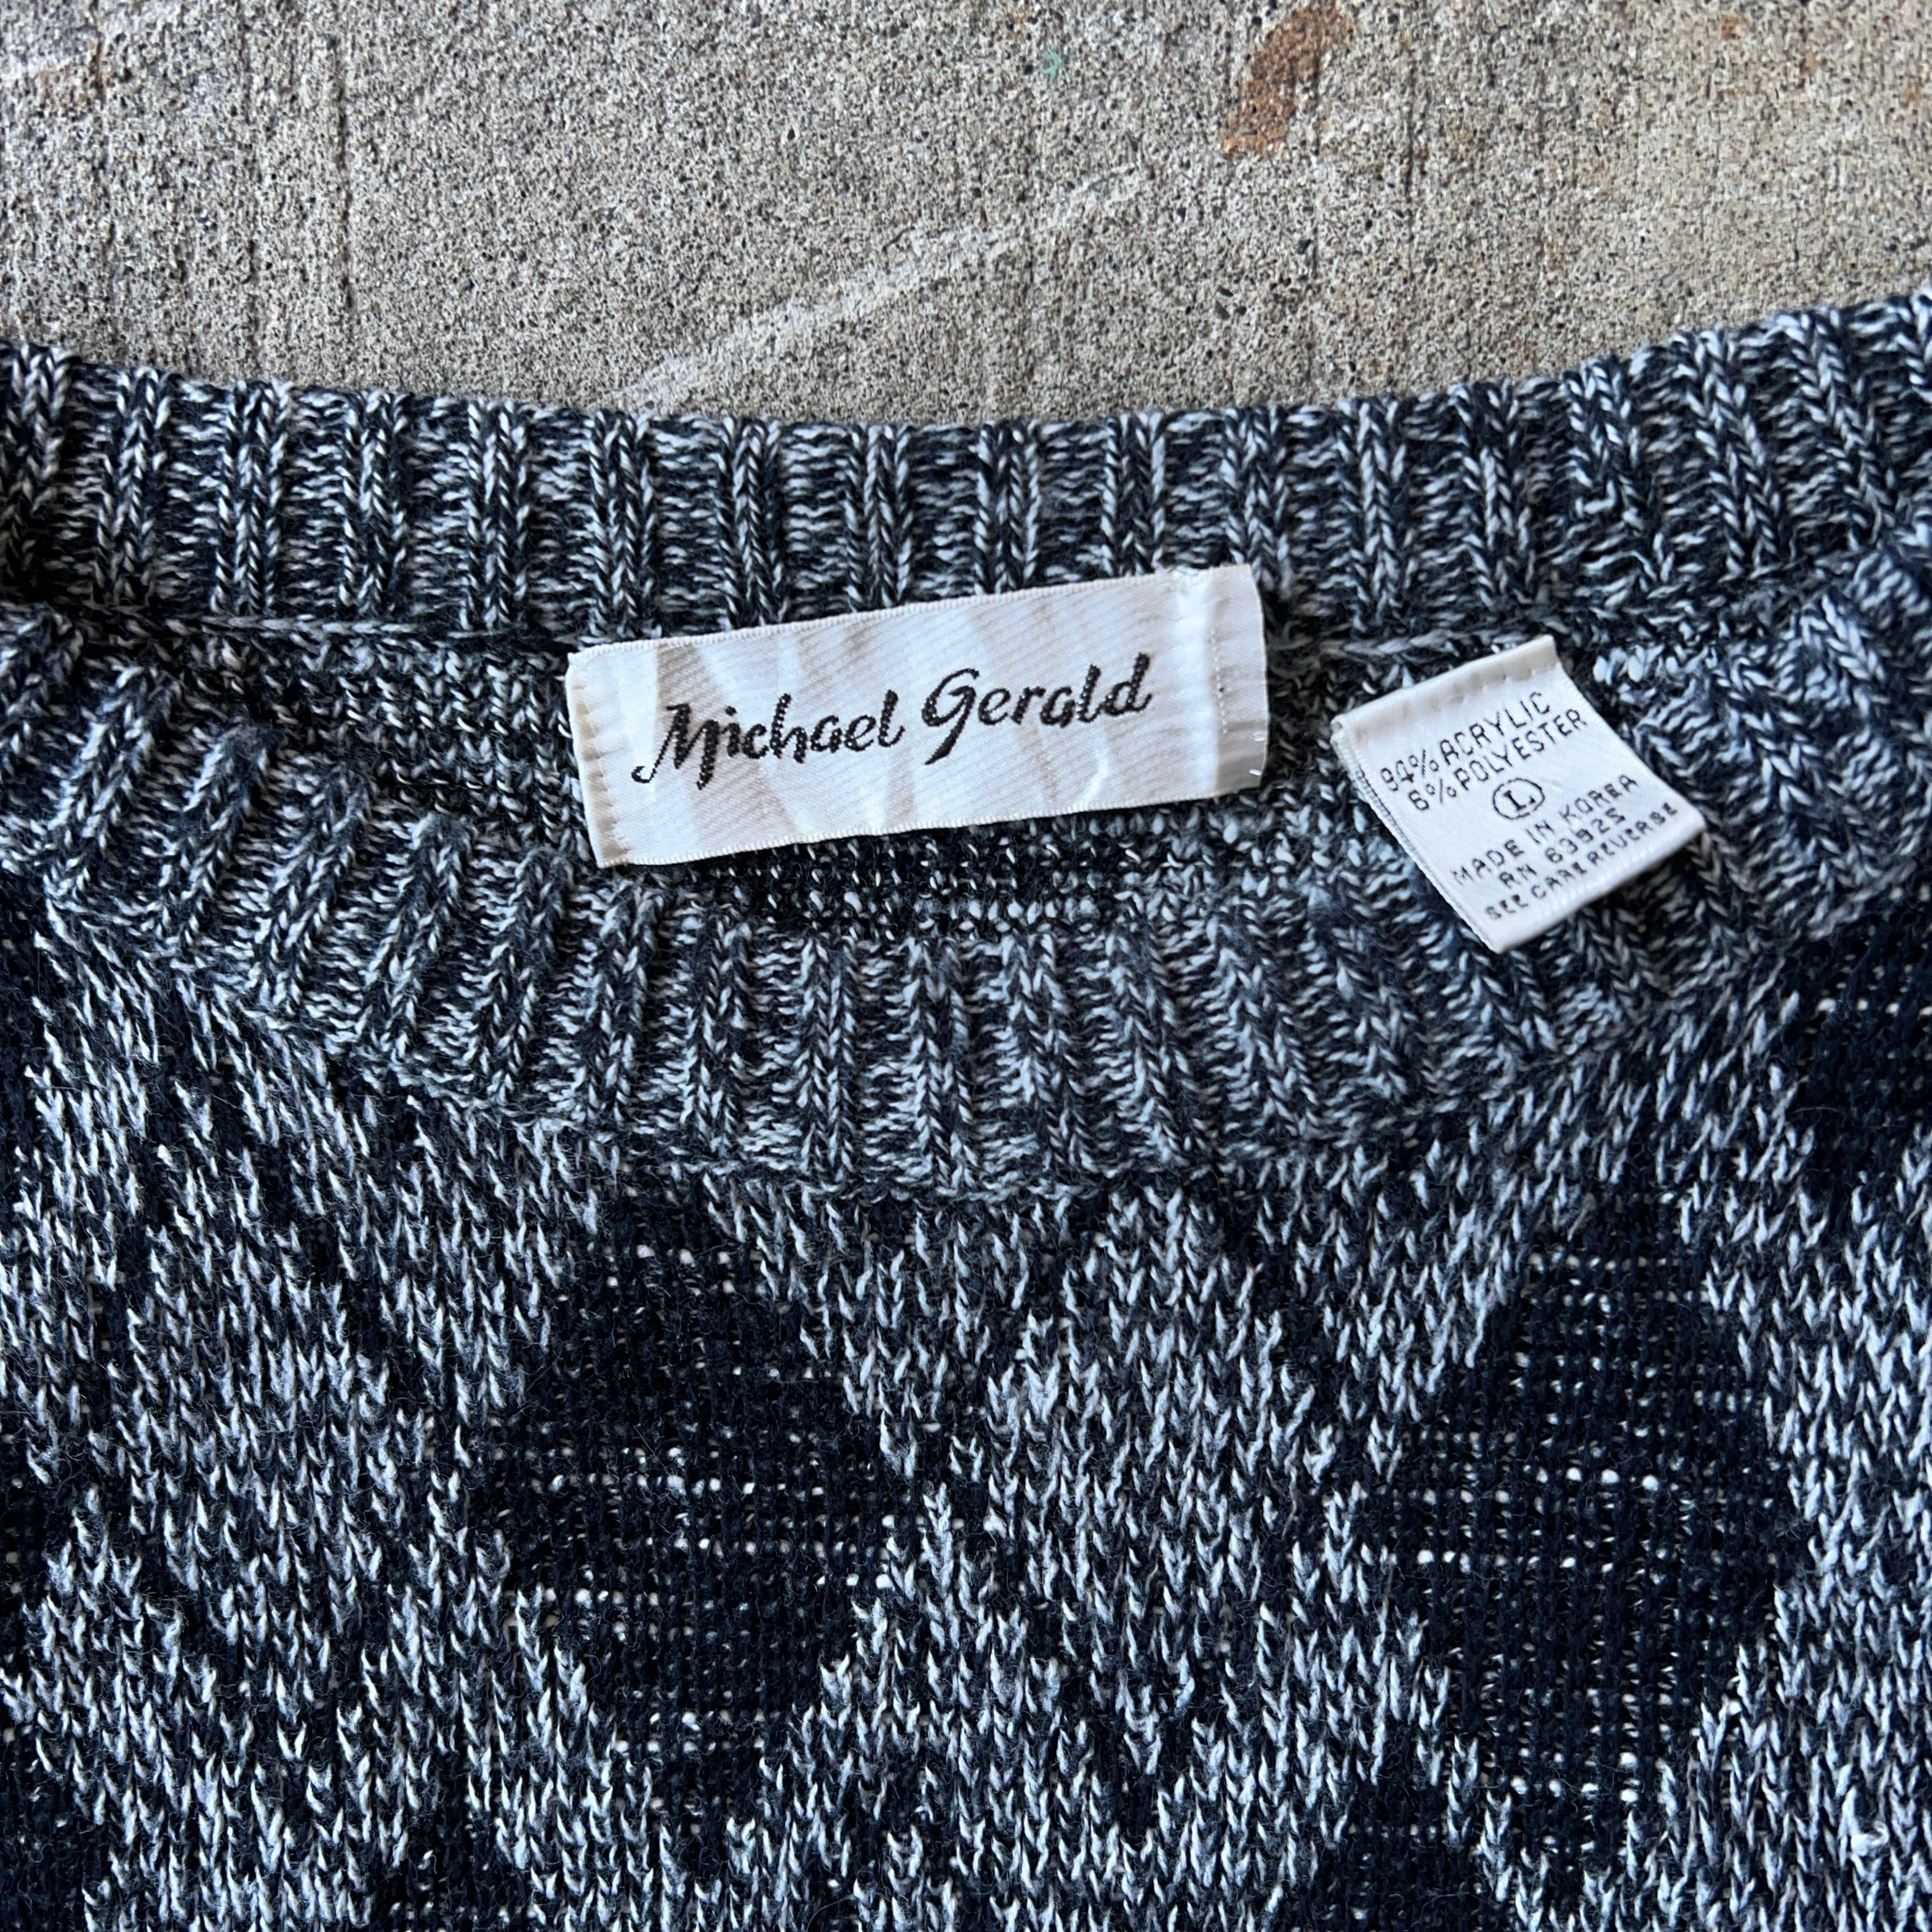 Michael Gerald
94% ACRYLIC
6% POLYESTER
L
MADE IN KOREA
RN 63925
SEE CARE REVERSE